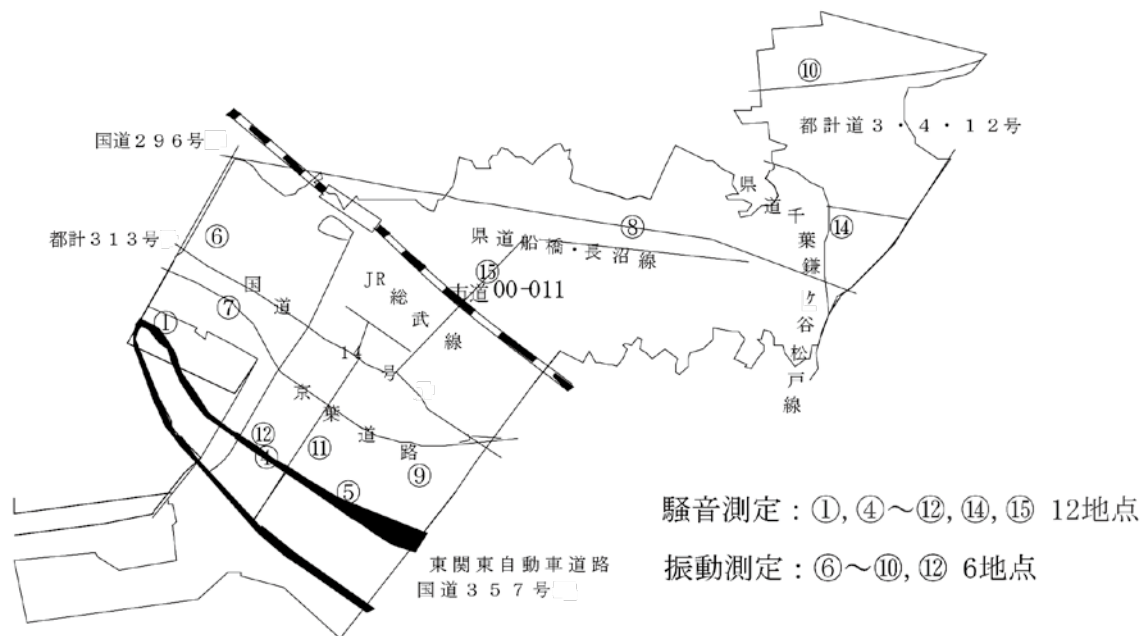 ⑩
都計道３・４・１２号
国道２９６号
県道千葉鎌ヶ谷松戸線
⑧
⑭
⑥
都計３１３号
県道船橋・長沼線
⑮
市道00-011
JR総武線
国道14号
⑦
①
京葉道路
⑫
④
⑪
⑨
⑤
東関東自動車道路
国道３５７号
騒音測定：①,④～⑫,⑭,⑮ 12地点
振動測定：⑥～⑩,⑫ 6地点